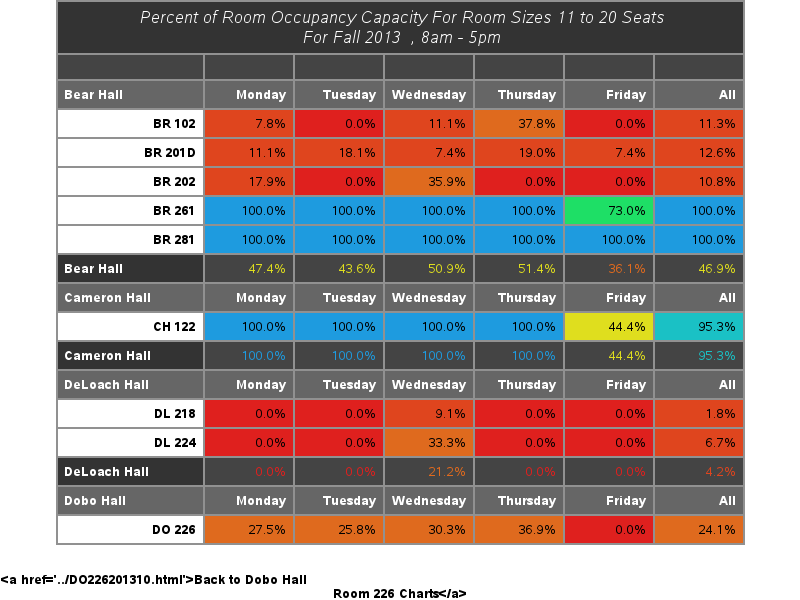 Percent of Room Occupancy Capacity For Room Sizes 11 to 20 Seats
For Fall 2013 , 8am - 5pm
Bear Hall Monday Tuesday Wednesday Thursday Friday All
BR 102 7.8% 0.0% 11.1% 37.8% 0.0% 11.3%
BR 201D 11.1% 18.1% 7.4% 19.0% 7.4% 12.6%
BR 202 17.9% 0.0% 35.9% 0.0% 0.0% 10.8%
BR 261 100.0% 100.0% 100.0% 100.0% 73.0% 100.0%
BR 281 100.0% 100.0% 100.0% 100.0% 100.0% 100.0%
Bear Hall 47.4% 43.6% 50.9% 51.4% 36.1% 46.9%
Cameron Hall Monday Tuesday Wednesday Thursday Friday All
CH 122 100.0% 100.0% 100.0% 100.0% 44.4% 95.3%
Cameron Hall 100.0% 100.0% 100.0% 100.0% 44.4% 95.3%
DeLoach Hall Monday Tuesday Wednesday Thursday Friday All
DL 218 0.0% 0.0% 9.1% 0.0% 0.0% 1.8%
DL 224 0.0% 0.0% 33.3% 0.0% 0.0% 6.7%
DeLoach Hall 0.0% 0.0% 21.2% 0.0% 0.0% 4.2%
Dobo Hall Monday Tuesday Wednesday Thursday Friday All
DO 226 27.5% 25.8% 30.3% 36.9% 0.0% 24.1%
<a href='../DO226201310.html'>Back to Dobo Hall
Room 226 Charts</a>